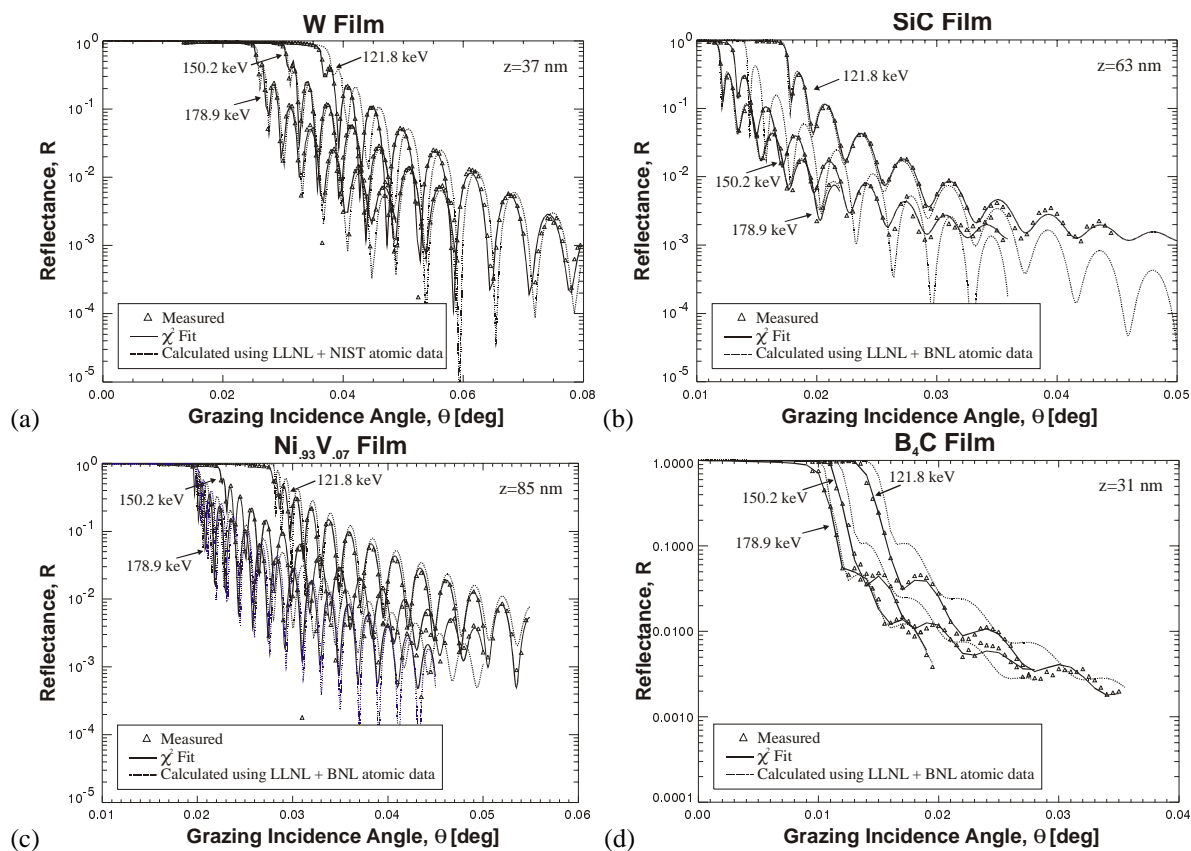 W Film
10^0
10^-1
10^-2
10^-3
10^-4
10^-5
Reflectance, R
150.2 keV
121.8 keV
178.9 keV
z=37 nm
Measured
χ² Fit
Calculated using LLNL + NIST atomic data
0.00 0.02 0.04 0.06 0.08
(a) Grazing Incidence Angle, Θ [deg]
SiC Film
10^0
10^-1
10^-2
10^-3
10^-4
10^-5
Reflectance, R
121.8 keV
z=63 nm
150.2 keV
178.9 keV
Measured
χ² Fit
Calculated using LLNL + BNL atomic data
0.01 0.02 0.03 0.04 0.05
(b) Grazing Incidence Angle, Θ [deg]
Ni.93V.07 Film
10^0
10^-1
10^-2
10^-3
10^-4
10^-5
Reflectance, R
150.2 keV
121.8 keV
178.9 keV
z=85 nm
Measured
χ² Fit
Calculated using LLNL + BNL atomic data
0.01 0.02 0.03 0.04 0.05 0.06
(c) Grazing Incidence Angle, Θ [deg]
B4C Film
1.0000
0.1000
0.0100
0.0010
0.0001
Reflectance, R
150.2 keV
121.8 keV
178.9 keV
z=31 nm
Measured
χ² Fit
Calculated using LLNL + BNL atomic data
0.00 0.01 0.02 0.03 0.04
(d) Grazing Incidence Angle, Θ [deg]